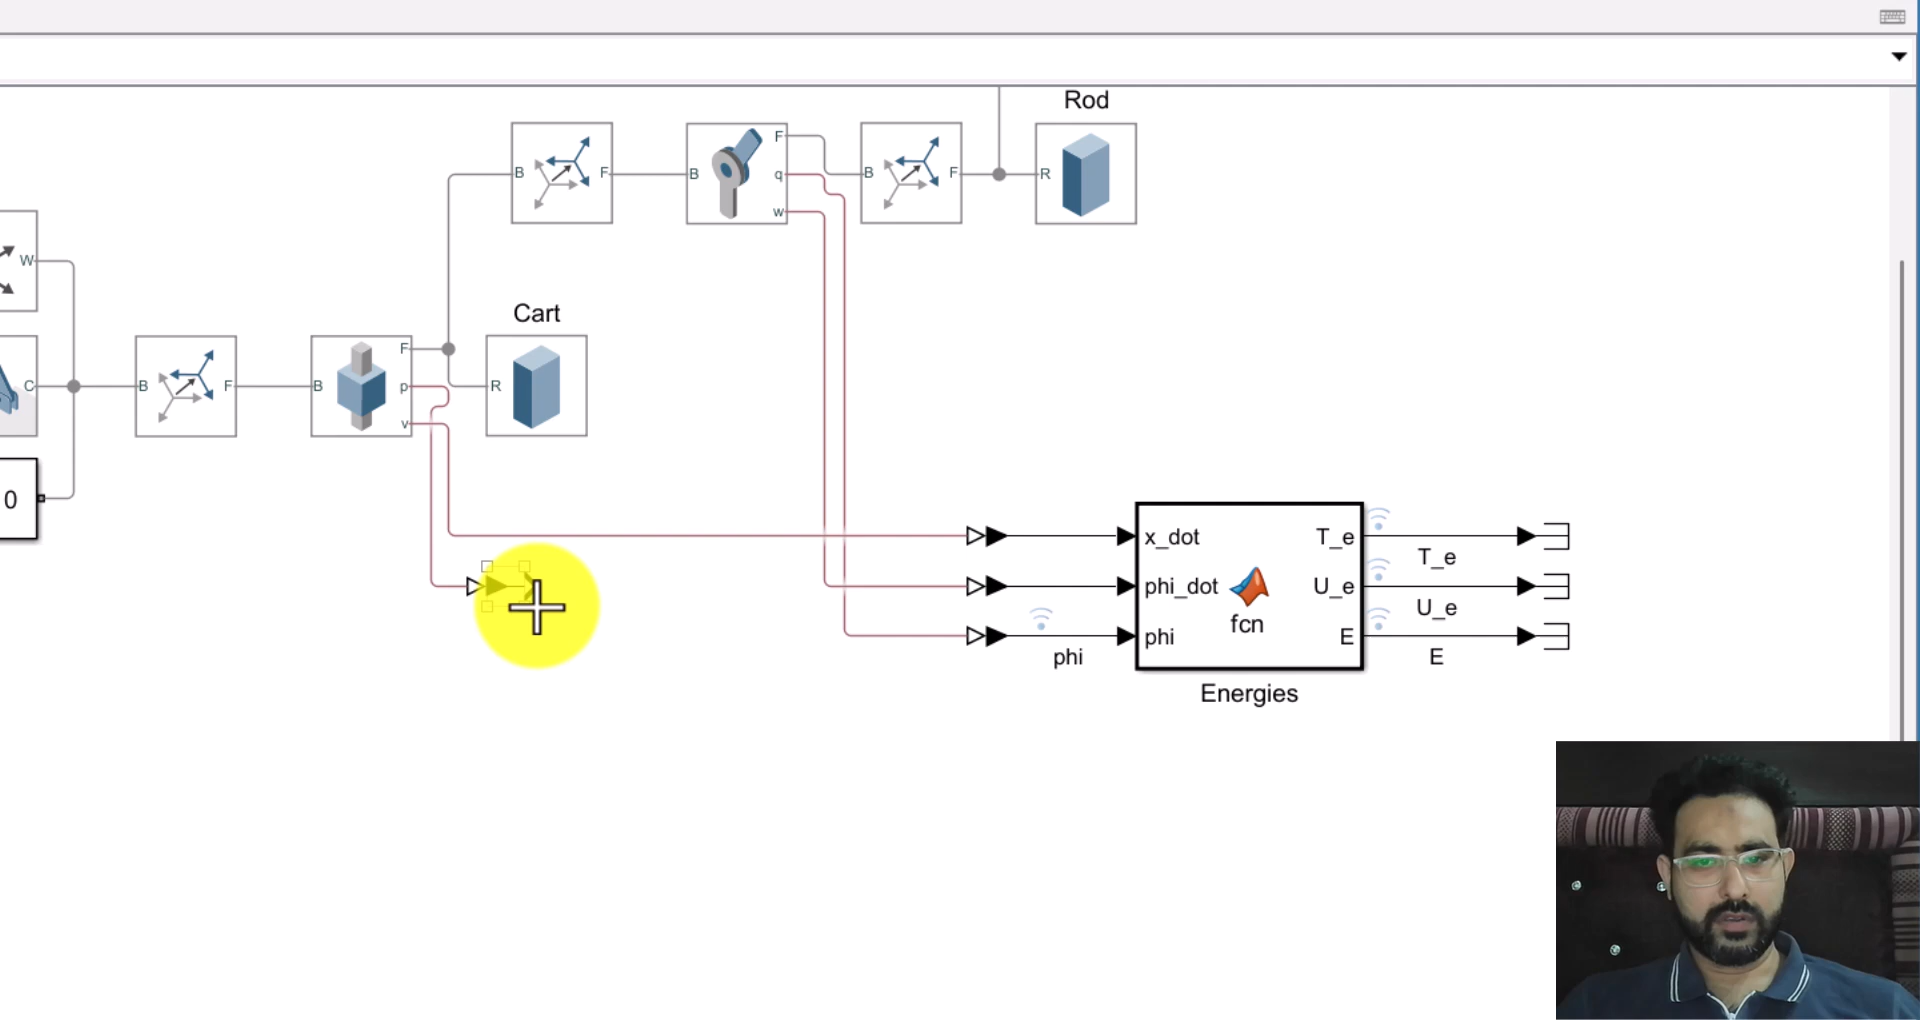 Rod
B
F
B
F
q
w
B
F
R
W
Cart
C
B
F
B
F
p
v
R
0
x_dot
phi_dot
phi
fcn
T_e
U_e
E
phi
T_e
U_e
E
Energies